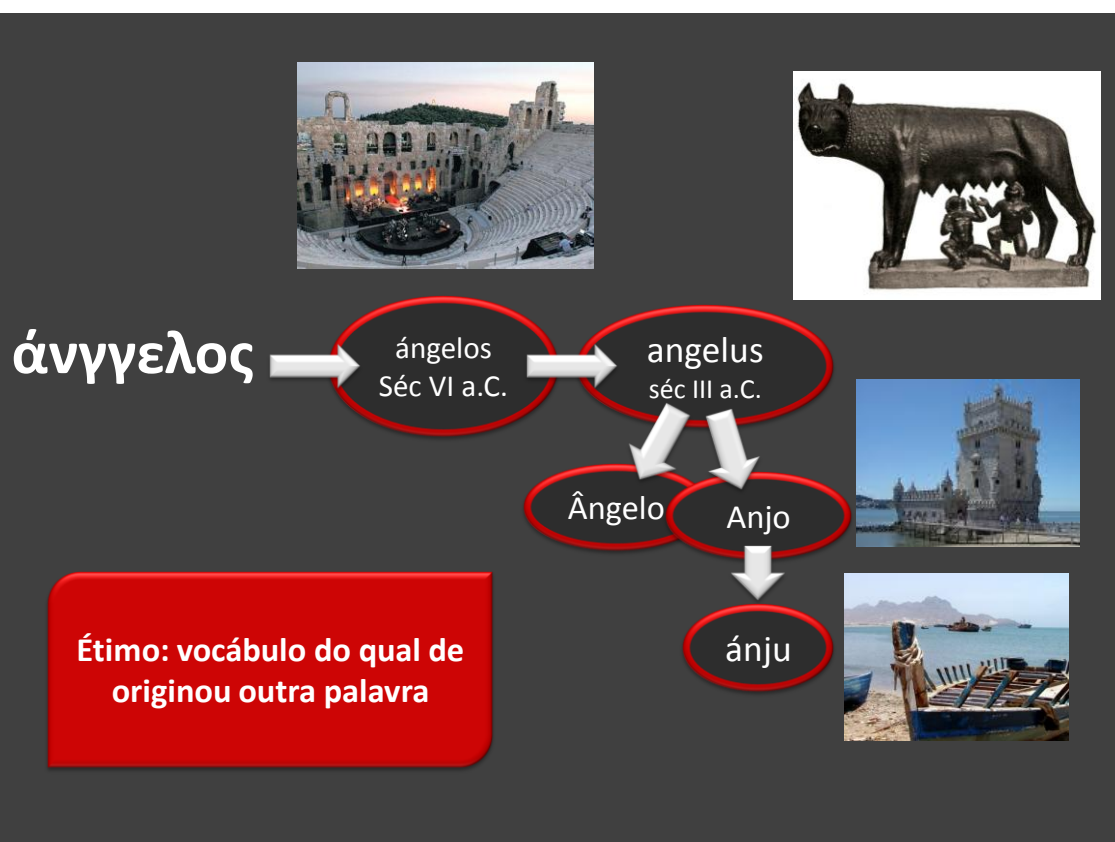 άνγγελος
ángelos
Séc VI a.C.
angelus
séc III a.C.
Ângelo
Anjo
ánju
Étimo: vocábulo do qual de
originou outra palavra